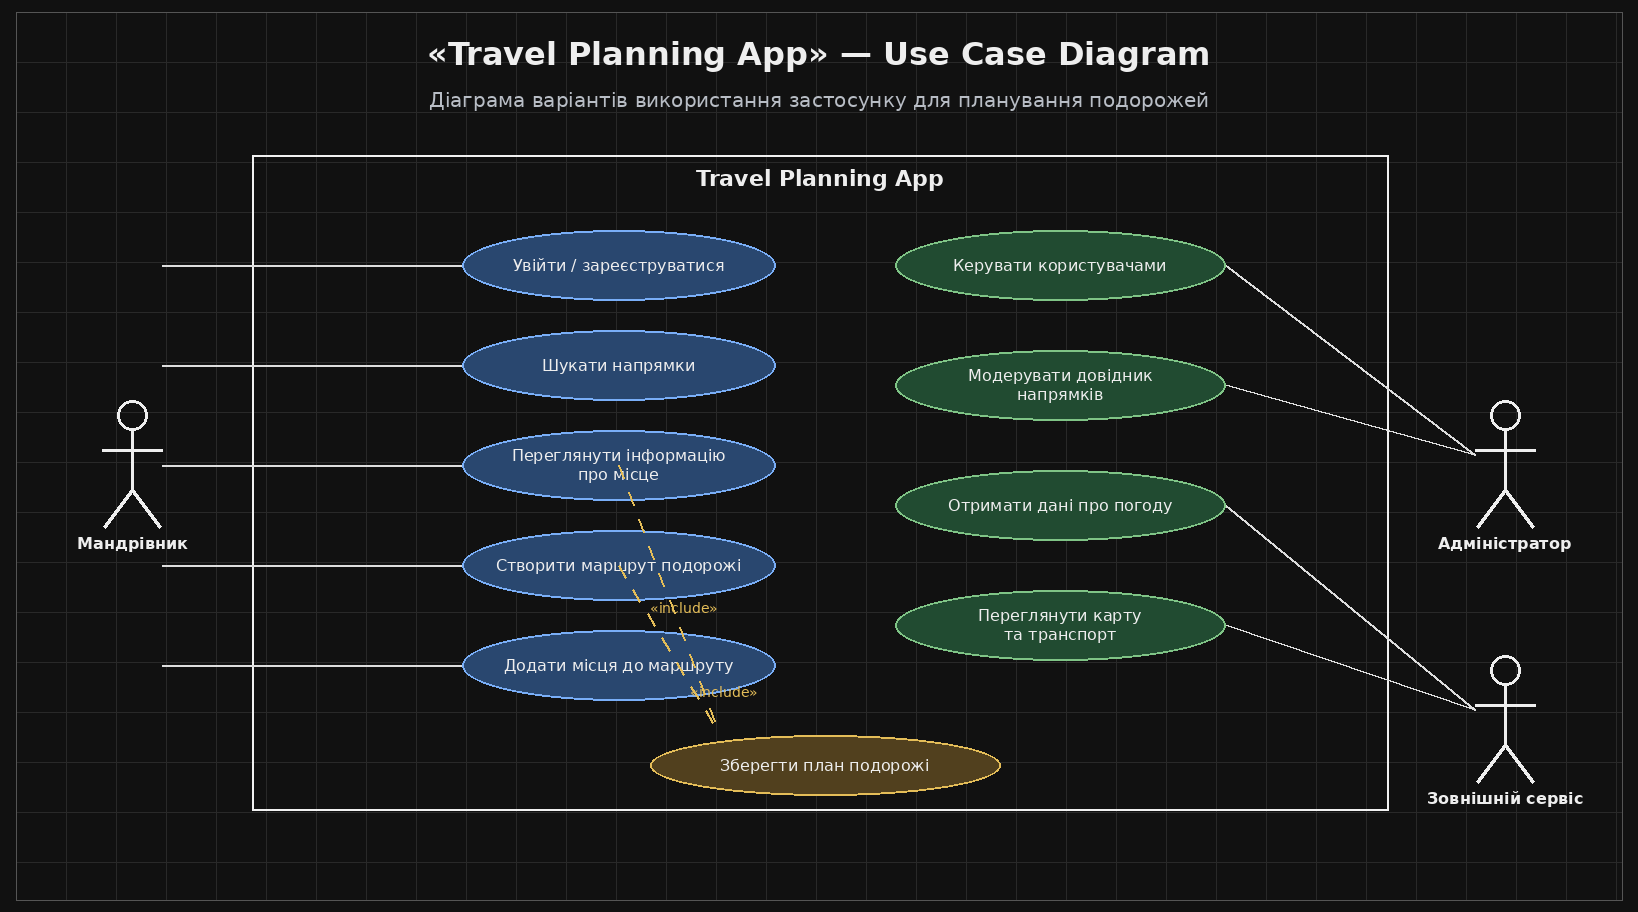 «Travel Planning App» — Use Case Diagram
Діаграма варіантів використання застосунку для планування подорожей
Travel Planning App
Увійти / зареєструватися
Шукати напрямки
Переглянути інформацію
про місце
Створити маршрут подорожі
«include»
Додати місця до маршруту
«include»
Зберегти план подорожі
Керувати користувачами
Модерувати довідник
напрямків
Отримати дані про погоду
Переглянути карту
та транспорт
Мандрівник
Адміністратор
Зовнішній сервіс